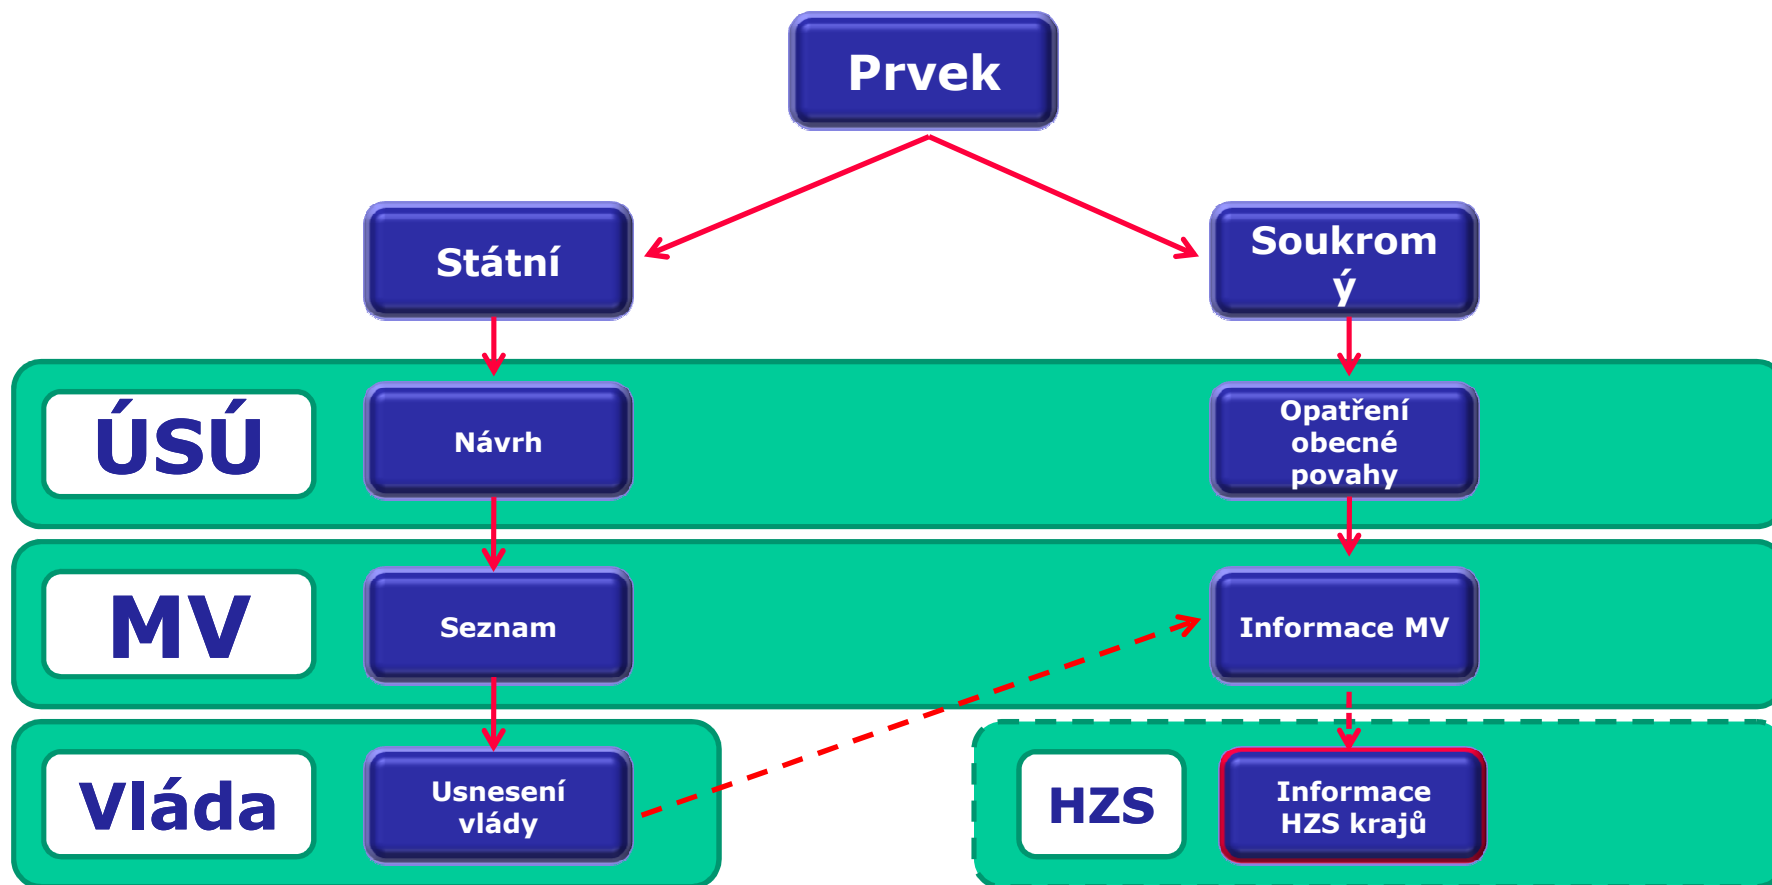 Prvek
Státní
Soukrom
ý
ÚSÚ
Návrh
Opatření
obecné
povahy
MV
Seznam
Informace MV
Vláda
Usnesení
vlády
HZS
Informace
HZS krajů